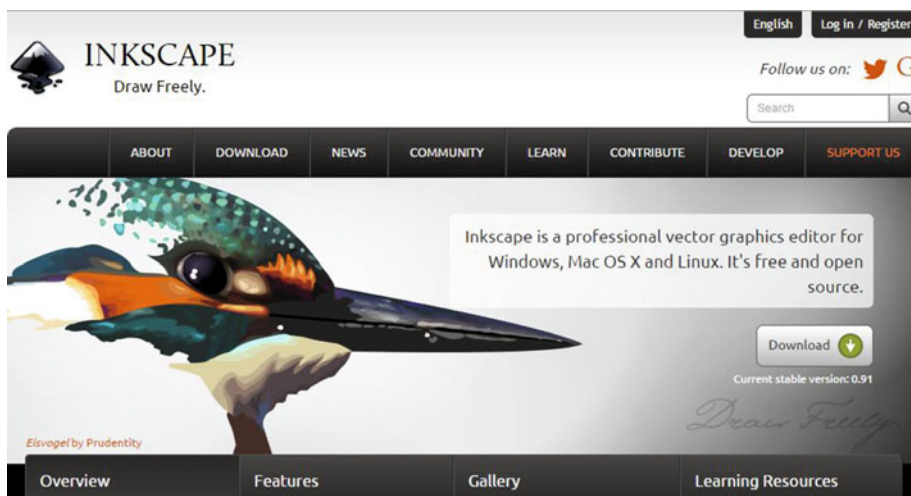 English
Log in / Register
INKSCAPE
Draw Freely.
Follow us on:
Search
ABOUT DOWNLOAD NEWS COMMUNITY LEARN CONTRIBUTE DEVELOP SUPPORT US
Inkscape is a professional vector graphics editor for
Windows, Mac OS X and Linux. It's free and open
source.
Download
Current stable version: 0.91
Draw Freely.
Eisvogel by Prudentity
Overview Features Gallery Learning Resources